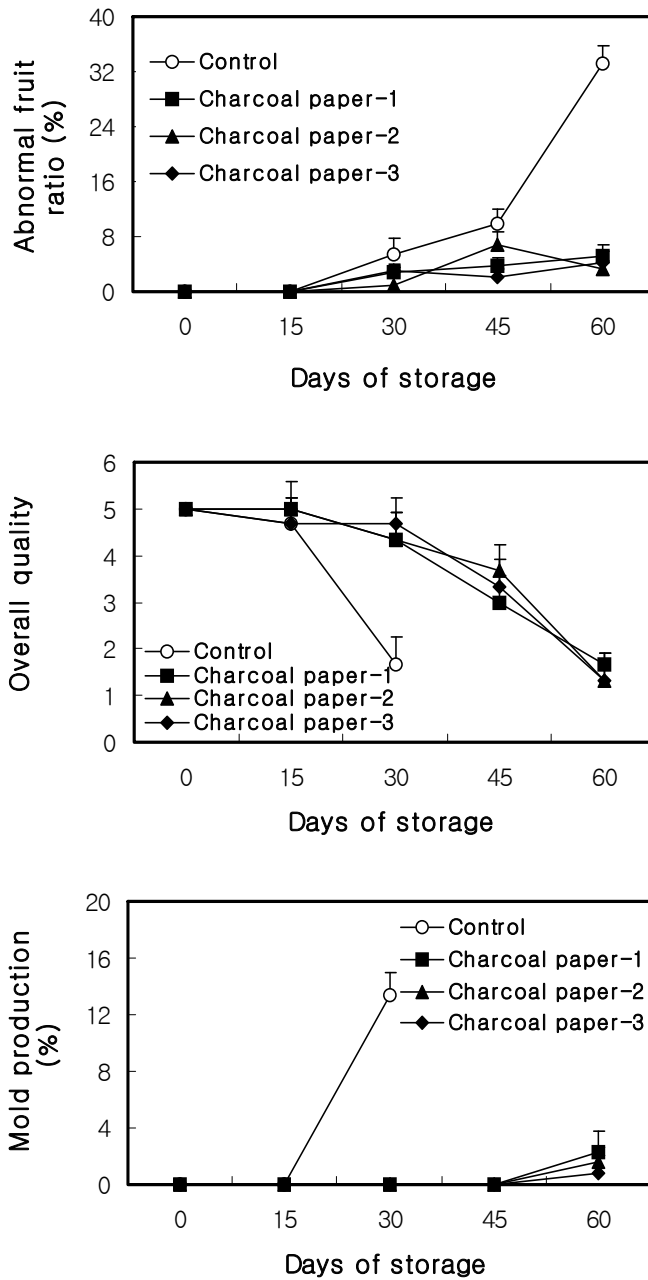 Abnormal fruit
ratio (%)
40
32
24
16
8
0
Control
Charcoal paper-1
Charcoal paper-2
Charcoal paper-3
0 15 30 45 60
Days of storage
Overall quality
6
5
4
3
2
1
0
Control
Charcoal paper-1
Charcoal paper-2
Charcoal paper-3
0 15 30 45 60
Days of storage
Mold production
(%)
20
16
12
8
4
0
Control
Charcoal paper-1
Charcoal paper-2
Charcoal paper-3
0 15 30 45 60
Days of storage